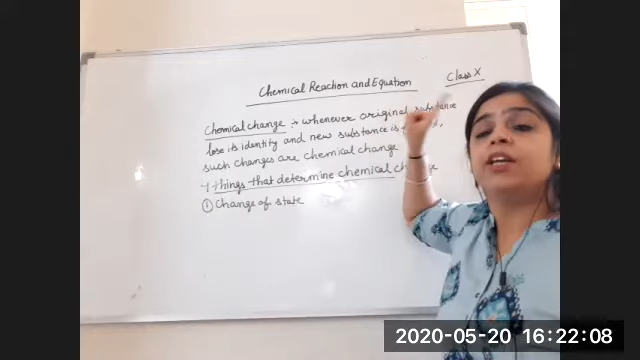 Chemical Reaction and Equation
Class X
Chemical change :- whenever original substance
lose its identity and new substance is
such changes are chemical change
things that determine chemical
① Change of state
2020-05-20 16:22:08